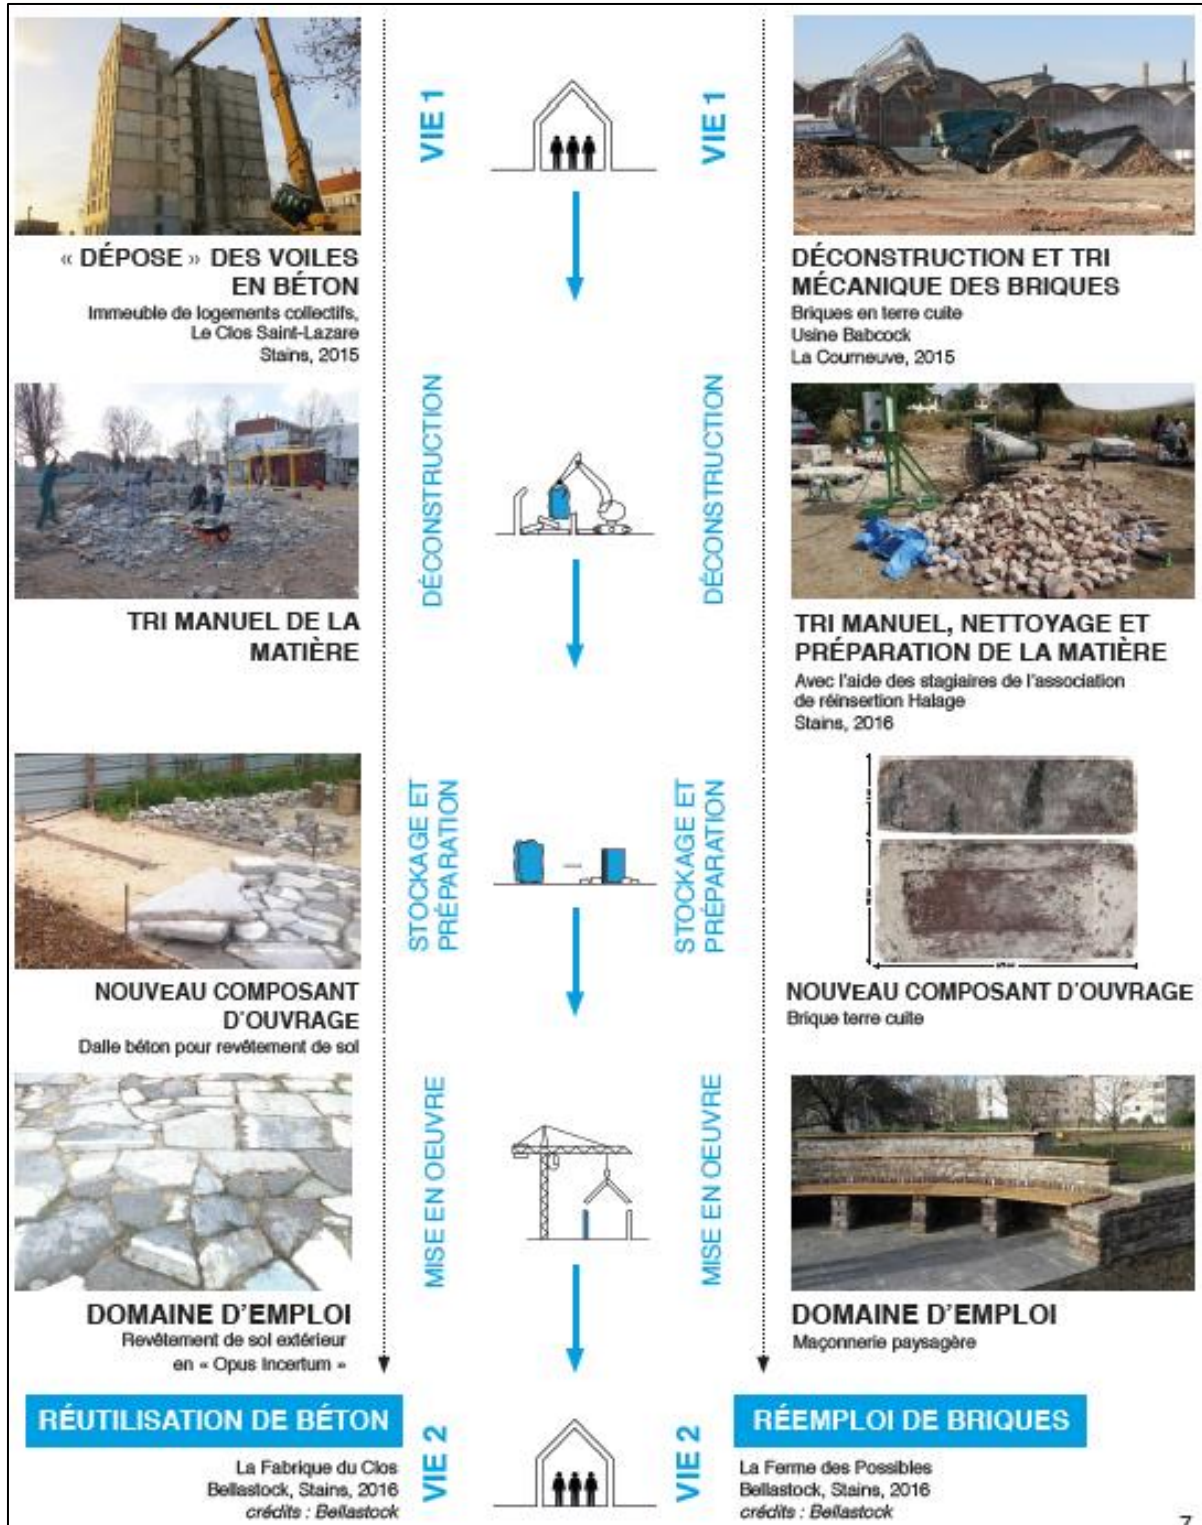 VIE 1
VIE 1
« DÉPOSE » DES VOILES
EN BÉTON
Immeuble de logements collectifs,
Le Clos Saint-Lazare
Stains, 2015
DÉCONSTRUCTION ET TRI
MÉCANIQUE DES BRIQUES
Briques en terre cuite
Usine Babcock
La Courneuve, 2015
DÉCONSTRUCTION
DÉCONSTRUCTION
TRI MANUEL DE LA
MATIÈRE
TRI MANUEL, NETTOYAGE ET
PRÉPARATION DE LA MATIÈRE
Avec l'aide des stagiaires de l'association
de réinsertion Halage
Stains, 2016
STOCKAGE ET
PRÉPARATION
STOCKAGE ET
PRÉPARATION
NOUVEAU COMPOSANT
D'OUVRAGE
Dalle béton pour revêtement de sol
NOUVEAU COMPOSANT D'OUVRAGE
Brique terre cuite
MISE EN OEUVRE
MISE EN OEUVRE
DOMAINE D'EMPLOI
Revêtement de sol extérieur
en « Opus Incertum »
DOMAINE D'EMPLOI
Maçonnerie paysagère
RÉUTILISATION DE BÉTON
VIE 2
VIE 2
RÉEMPLOI DE BRIQUES
La Fabrique du Clos
Bellastock, Stains, 2016
crédits : Bellastock
La Ferme des Possibles
Bellastock, Stains, 2016
crédits : Bellastock
7